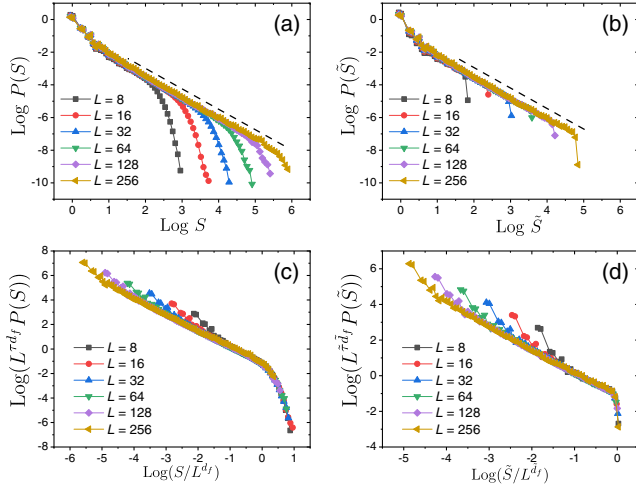 (a)
Log P(S)
0
-2
-4
-6
-8
-10
L = 8
L = 16
L = 32
L = 64
L = 128
L = 256
0 1 2 3 4 5 6
Log S
(b)
Log P(S̃)
0
-2
-4
-6
-8
-10
L = 8
L = 16
L = 32
L = 64
L = 128
L = 256
0 1 2 3 4 5 6
Log S̃
(c)
Log(L^{τd_f} P(S))
8
6
4
2
0
-2
-4
-6
-8
L = 8
L = 16
L = 32
L = 64
L = 128
L = 256
-6 -5 -4 -3 -2 -1 0 1
Log(S/L^{d_f})
(d)
Log(L^{τ̃d̃_f} P(S̃))
6
4
2
0
-2
-4
L = 8
L = 16
L = 32
L = 64
L = 128
L = 256
-5 -4 -3 -2 -1 0 1
Log(S̃/L^{d̃_f})